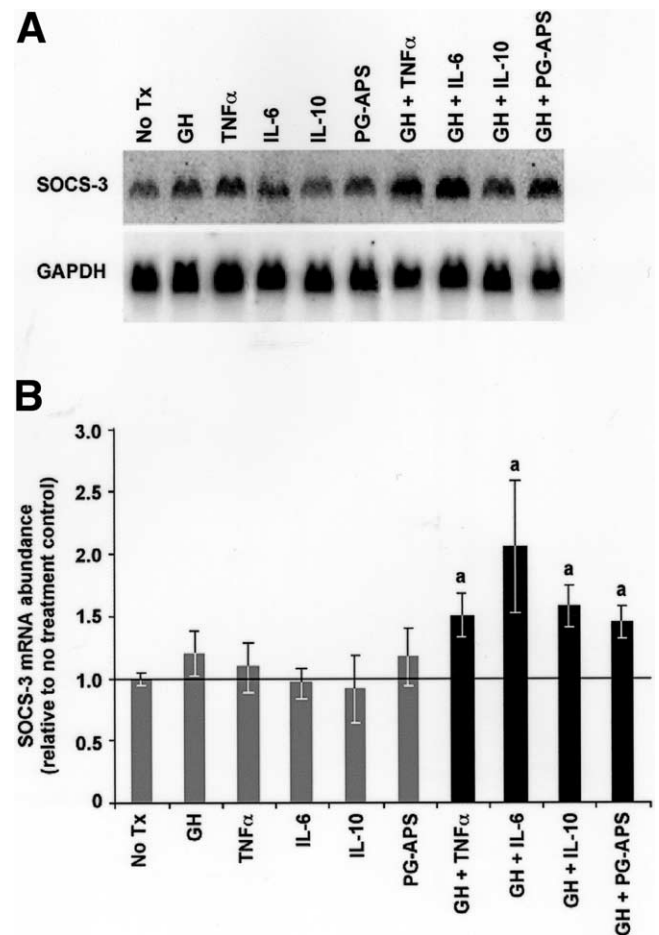 A
No Tx
GH
TNFα
IL-6
IL-10
PG-APS
GH + TNFα
GH + IL-6
GH + IL-10
GH + PG-APS
SOCS-3
GAPDH
B
SOCS-3 mRNA abundance
(relative to no treatment control)
3.0
2.5
2.0
1.5
1.0
0.5
0
a
a
a
a
No Tx
GH
TNFα
IL-6
IL-10
PG-APS
GH + TNFα
GH + IL-6
GH + IL-10
GH + PG-APS